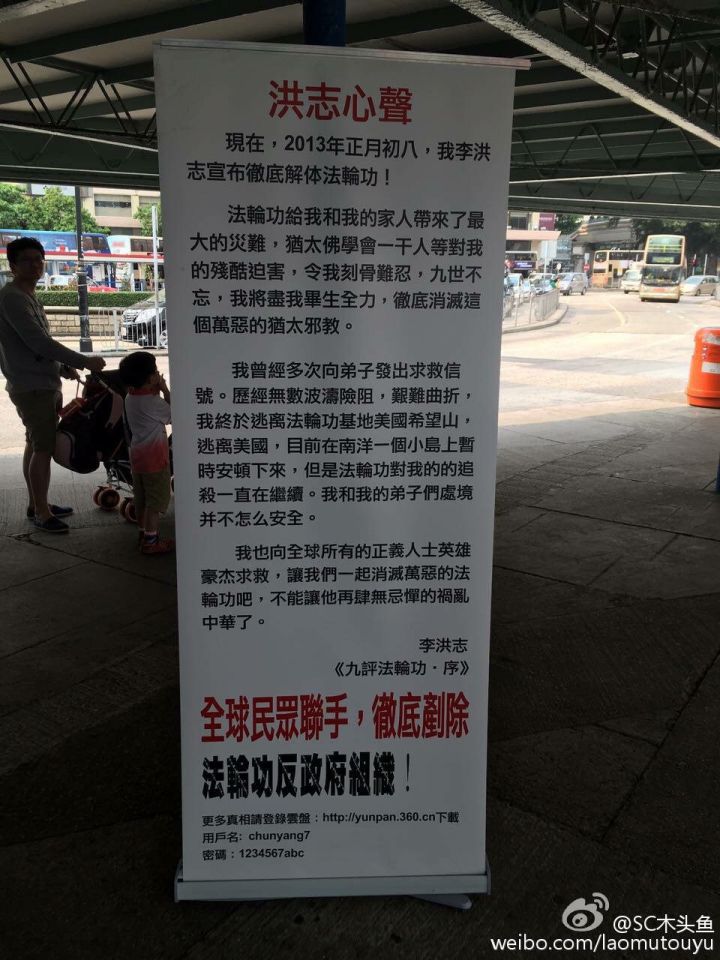 洪志心聲
現在，2013年正月初八，我李洪
志宣布徹底解体法輪功！
法輪功給我和我的家人帶來了最
大的災難，猶太佛學會一干人等對我
的殘酷迫害，令我刻骨難忍，九世不
忘，我將盡我畢生全力，徹底消滅這
個萬惡的猶太邪教。
我曾經多次向弟子發出求救信
號。歷經無數波濤險阻，艱難曲折，
我終於逃离法輪功基地美國希望山，
逃离美國，目前在南洋一個小島上暫
時安頓下來，但是法輪功對我的的追
殺一直在繼續。我和我的弟子們處境
并不怎么安全。
我也向全球所有的正義人士英雄
豪杰求救，讓我們一起消滅萬惡的法
輪功吧，不能讓他再肆無忌憚的禍亂
中華了。
李洪志
《九評法輪功．序》
全球民眾聯手，徹底剷除
法輪功反政府組織！
更多真相請登錄雲盤：http://yunpan.360.cn下載
用戶名: chunyang7
密碼：1234567abc
@SC木头鱼
weibo.com/laomutouyu